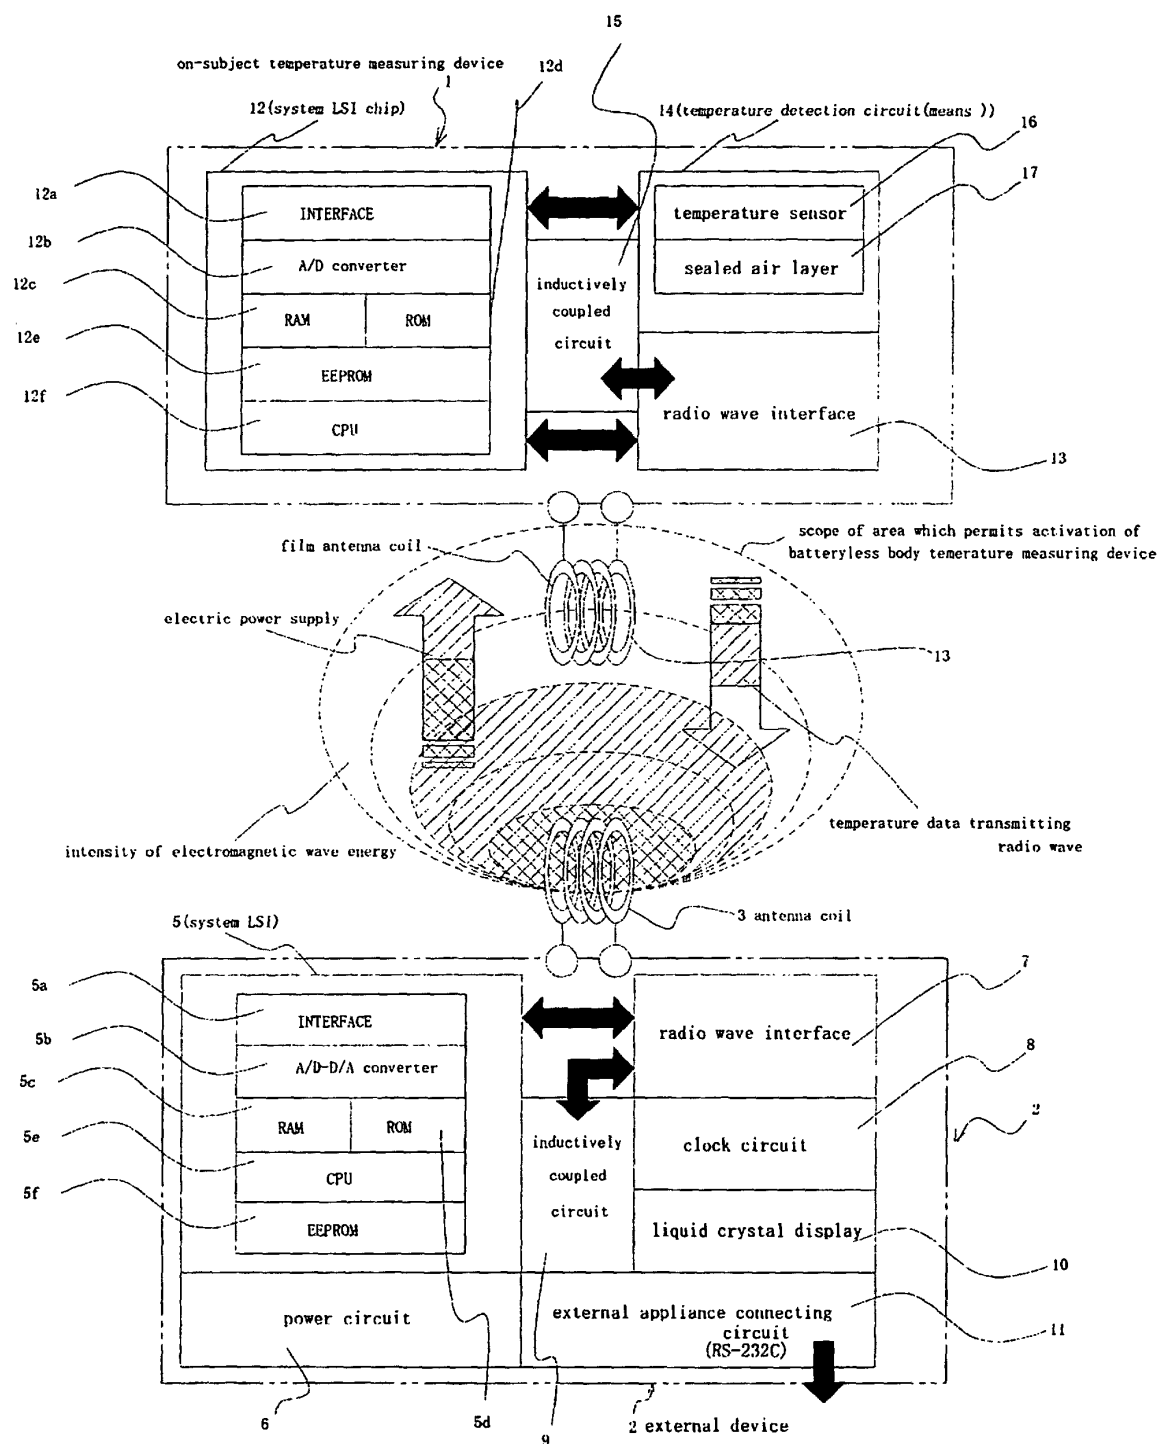 15
on-subject temperature measuring device
1
12d
12(system LSI chip)
14(temperature detection circuit(means ))
16
17
12a
INTERFACE
temperature sensor
12b
A/D converter
sealed air layer
12c
RAM
ROM
inductively
coupled
circuit
12e
EEPROM
12f
CPU
radio wave interface
13
scope of area which permits activation of
batteryless body temerature measuring device
film antenna coil
electric power supply
13
temperature data transmitting
radio wave
intensity of electromagnetic wave energy
3 antenna coil
5(system LSI)
7
5a
INTERFACE
radio wave interface
5b
8
A/D-D/A converter
5c
RAM
ROM
2
5e
inductively
coupled
circuit
clock circuit
CPU
5f
EEPROM
liquid crystal display
10
power circuit
external appliance connecting
circuit
(RS-232C)
11
6
5d
9
2 external device